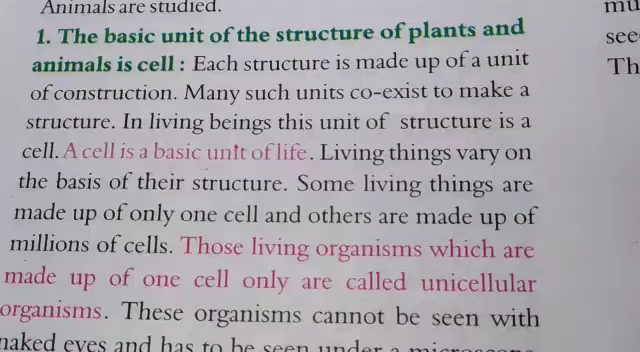 Animals are studied.
1. The basic unit of the structure of plants and
animals is cell : Each structure is made up of a unit
of construction. Many such units co-exist to make a
structure. In living beings this unit of structure is a
cell. A cell is a basic unit of life. Living things vary on
the basis of their structure. Some living things are
made up of only one cell and others are made up of
millions of cells. Those living organisms which are
made up of one cell only are called unicellular
organisms. These organisms cannot be seen with
naked eyes and has to be seen under a
mu
see
Th